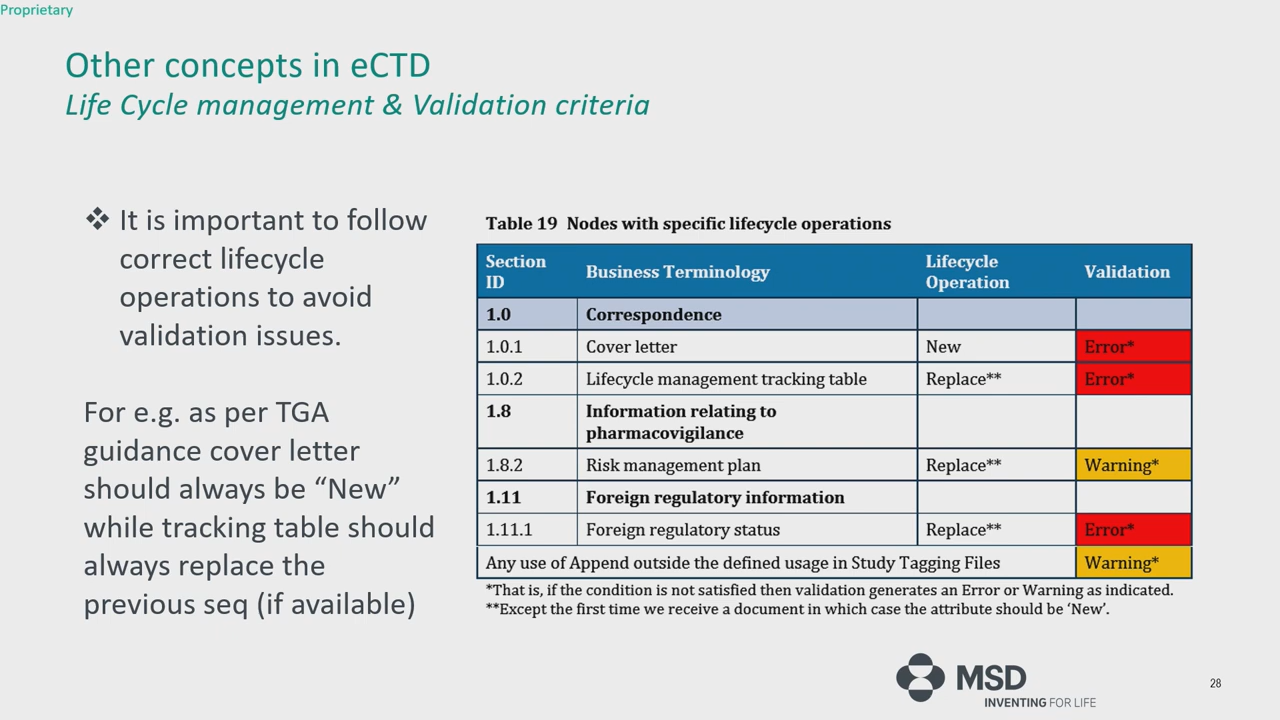 Proprietary
Other concepts in eCTD
Life Cycle management & Validation criteria
❖ It is important to follow
correct lifecycle
operations to avoid
validation issues.
For e.g. as per TGA
guidance cover letter
should always be “New”
while tracking table should
always replace the
previous seq (if available)
Table 19 Nodes with specific lifecycle operations
Section ID Business Terminology Lifecycle Operation Validation
1.0 Correspondence
1.0.1 Cover letter New Error*
1.0.2 Lifecycle management tracking table Replace** Error*
1.8 Information relating to pharmacovigilance
1.8.2 Risk management plan Replace** Warning*
1.11 Foreign regulatory information
1.11.1 Foreign regulatory status Replace** Error*
Any use of Append outside the defined usage in Study Tagging Files Warning*
*That is, if the condition is not satisfied then validation generates an Error or Warning as indicated.
**Except the first time we receive a document in which case the attribute should be ‘New’.
MSD
INVENTING FOR LIFE
28